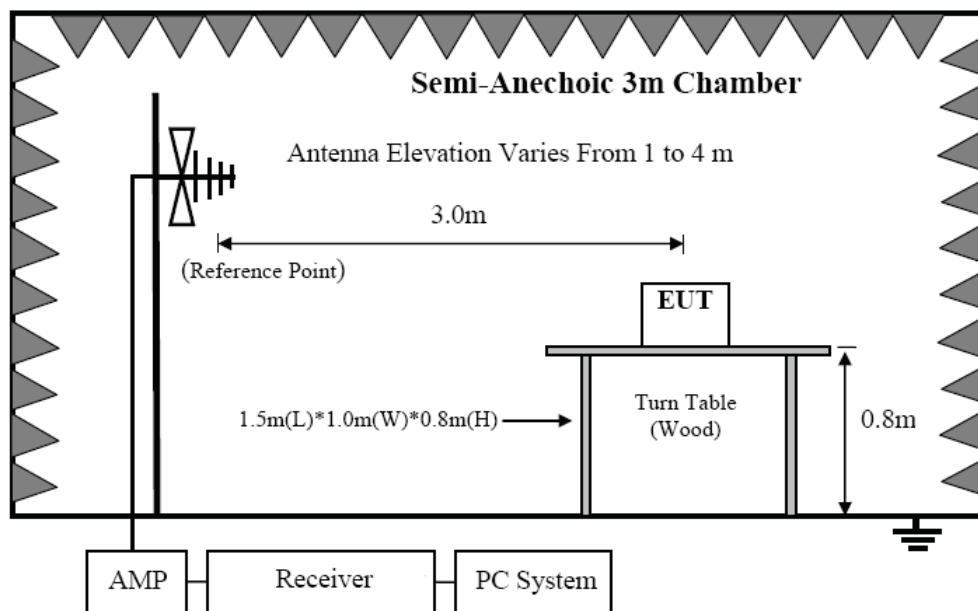 Semi-Anechoic 3m Chamber
Antenna Elevation Varies From 1 to 4 m
3.0m
(Reference Point)
EUT
1.5m(L)*1.0m(W)*0.8m(H)
Turn Table
(Wood)
0.8m
AMP
Receiver
PC System